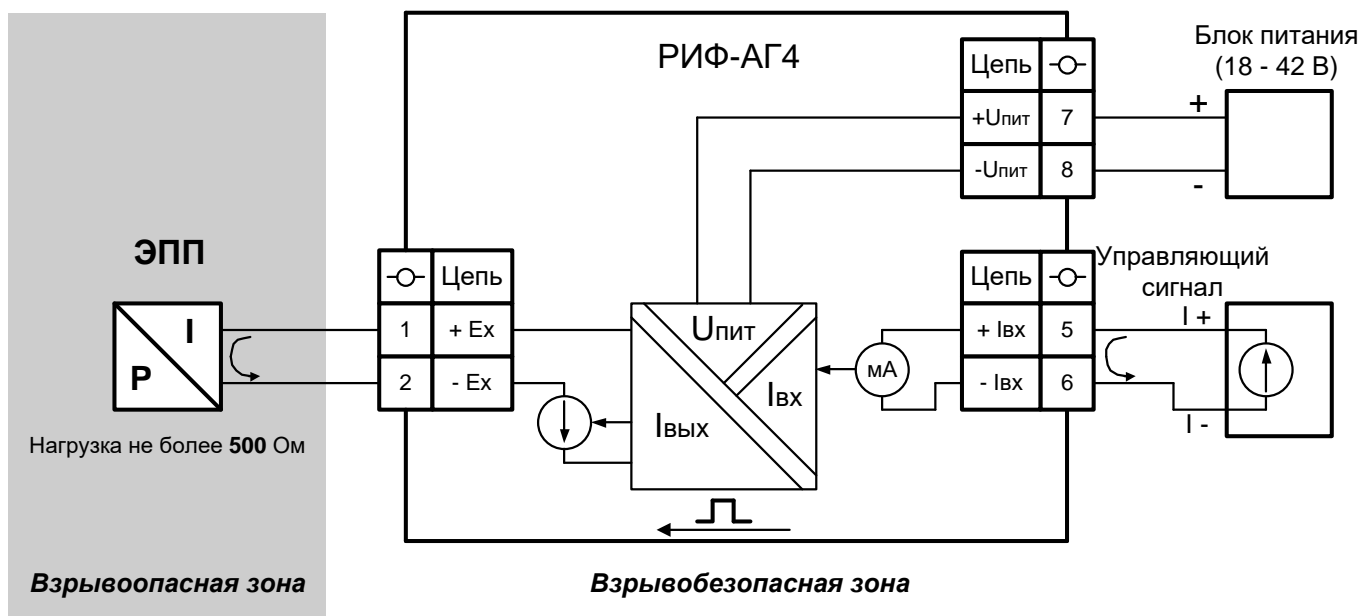 РИФ-АГ4
Блок питания
(18 - 42 В)
Цепь
+Uпит 7
-Uпит 8
+
-
ЭПП
I
P
Нагрузка не более 500 Ом
Цепь
1 + Ex
2 - Ex
Uпит
Iвх
Iвых
мА
Цепь
+ Iвх 5
- Iвх 6
Управляющий
сигнал
I +
I -
Взрывоопасная зона
Взрывобезопасная зона